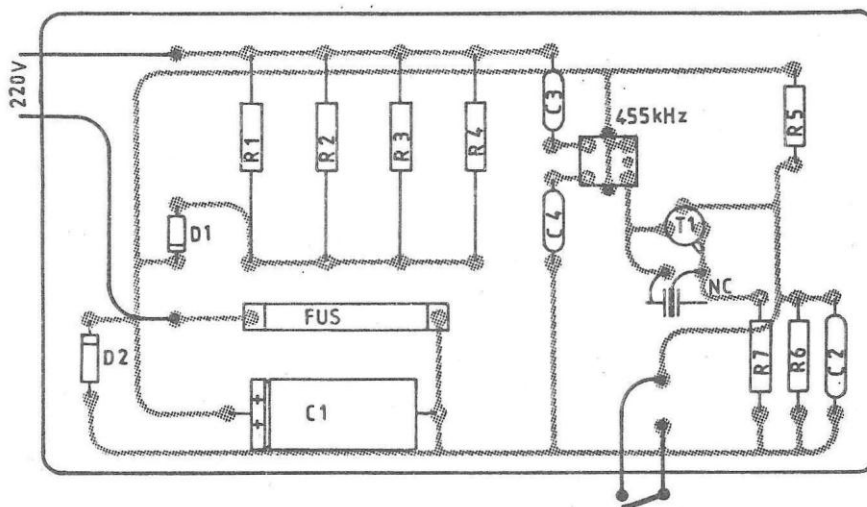 220V
R1
R2
R3
R4
C3
455kHz
R5
D1
C4
T1
NC
FUS
D2
C1
+
+
R7
R6
C2